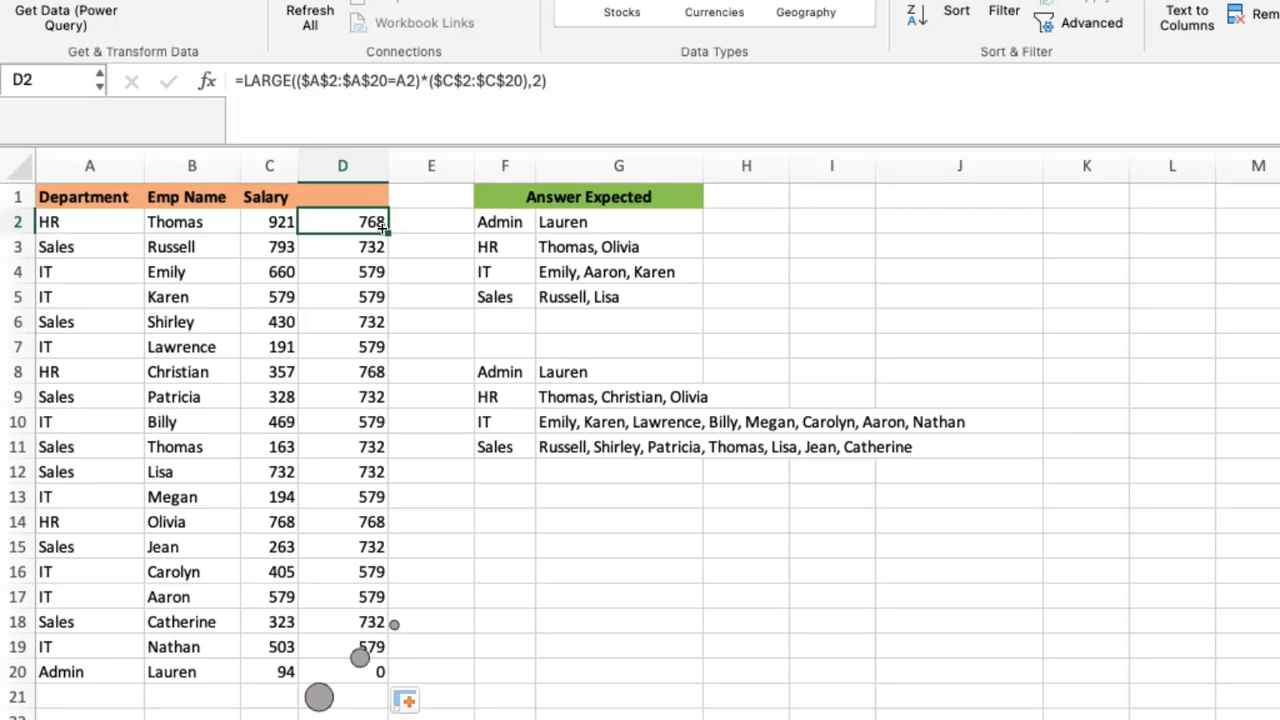 Get Data (Power
Query)
Get & Transform Data
Refresh
All
Workbook Links
Connections
Stocks Currencies Geography
Data Types
Z
A
Sort Filter
Advanced
Sort & Filter
Text to
Columns
Rem
D2 fx =LARGE(($A$2:$A$20=A2)*($C$2:$C$20),2)
A B C D E F G H I J K L M
1 Department Emp Name Salary Answer Expected
2 HR Thomas 921 768 Admin Lauren
3 Sales Russell 793 732 HR Thomas, Olivia
4 IT Emily 660 579 IT Emily, Aaron, Karen
5 IT Karen 579 579 Sales Russell, Lisa
6 Sales Shirley 430 732
7 IT Lawrence 191 579
8 HR Christian 357 768 Admin Lauren
9 Sales Patricia 328 732 HR Thomas, Christian, Olivia
10 IT Billy 469 579 IT Emily, Karen, Lawrence, Billy, Megan, Carolyn, Aaron, Nathan
11 Sales Thomas 163 732 Sales Russell, Shirley, Patricia, Thomas, Lisa, Jean, Catherine
12 Sales Lisa 732 732
13 IT Megan 194 579
14 HR Olivia 768 768
15 Sales Jean 263 732
16 IT Carolyn 405 579
17 IT Aaron 579 579
18 Sales Catherine 323 732
19 IT Nathan 503 579
20 Admin Lauren 94 0
21